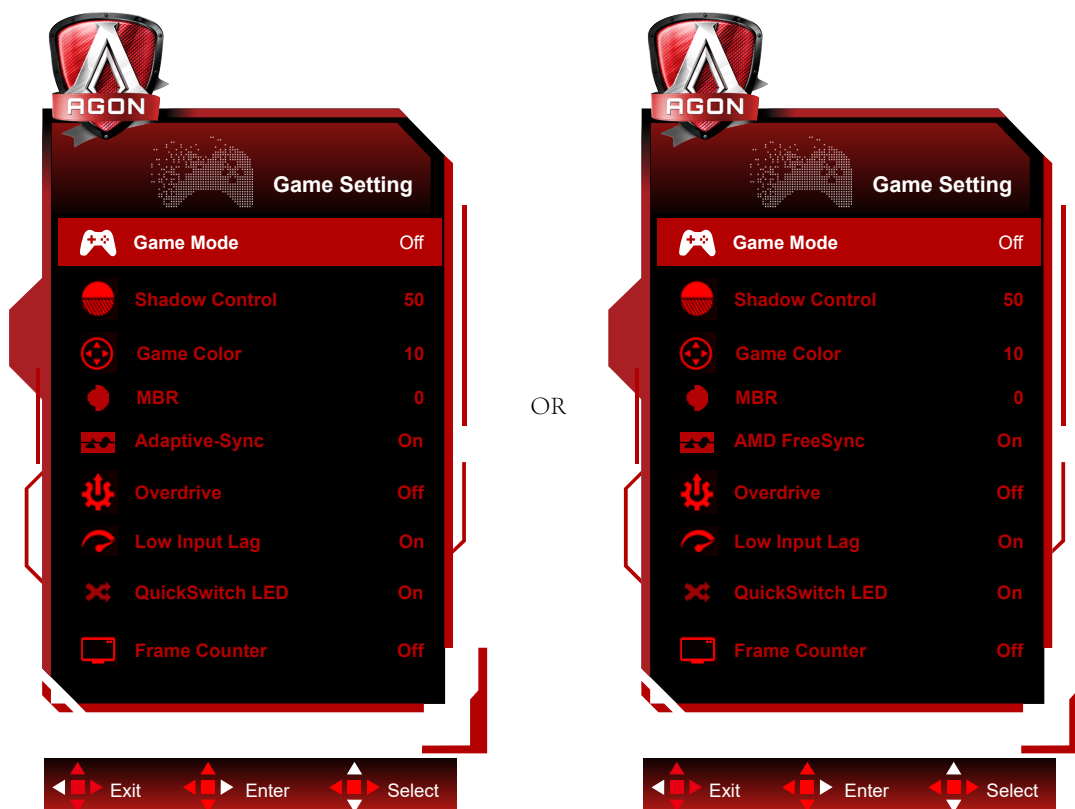 AGON
Game Setting
Game Mode Off
Shadow Control 50
Game Color 10
MBR 0
Adaptive-Sync On
Overdrive Off
Low Input Lag On
QuickSwitch LED On
Frame Counter Off
Exit Enter Select
OR
AGON
Game Setting
Game Mode Off
Shadow Control 50
Game Color 10
MBR 0
AMD FreeSync On
Overdrive Off
Low Input Lag On
QuickSwitch LED On
Frame Counter Off
Exit Enter Select